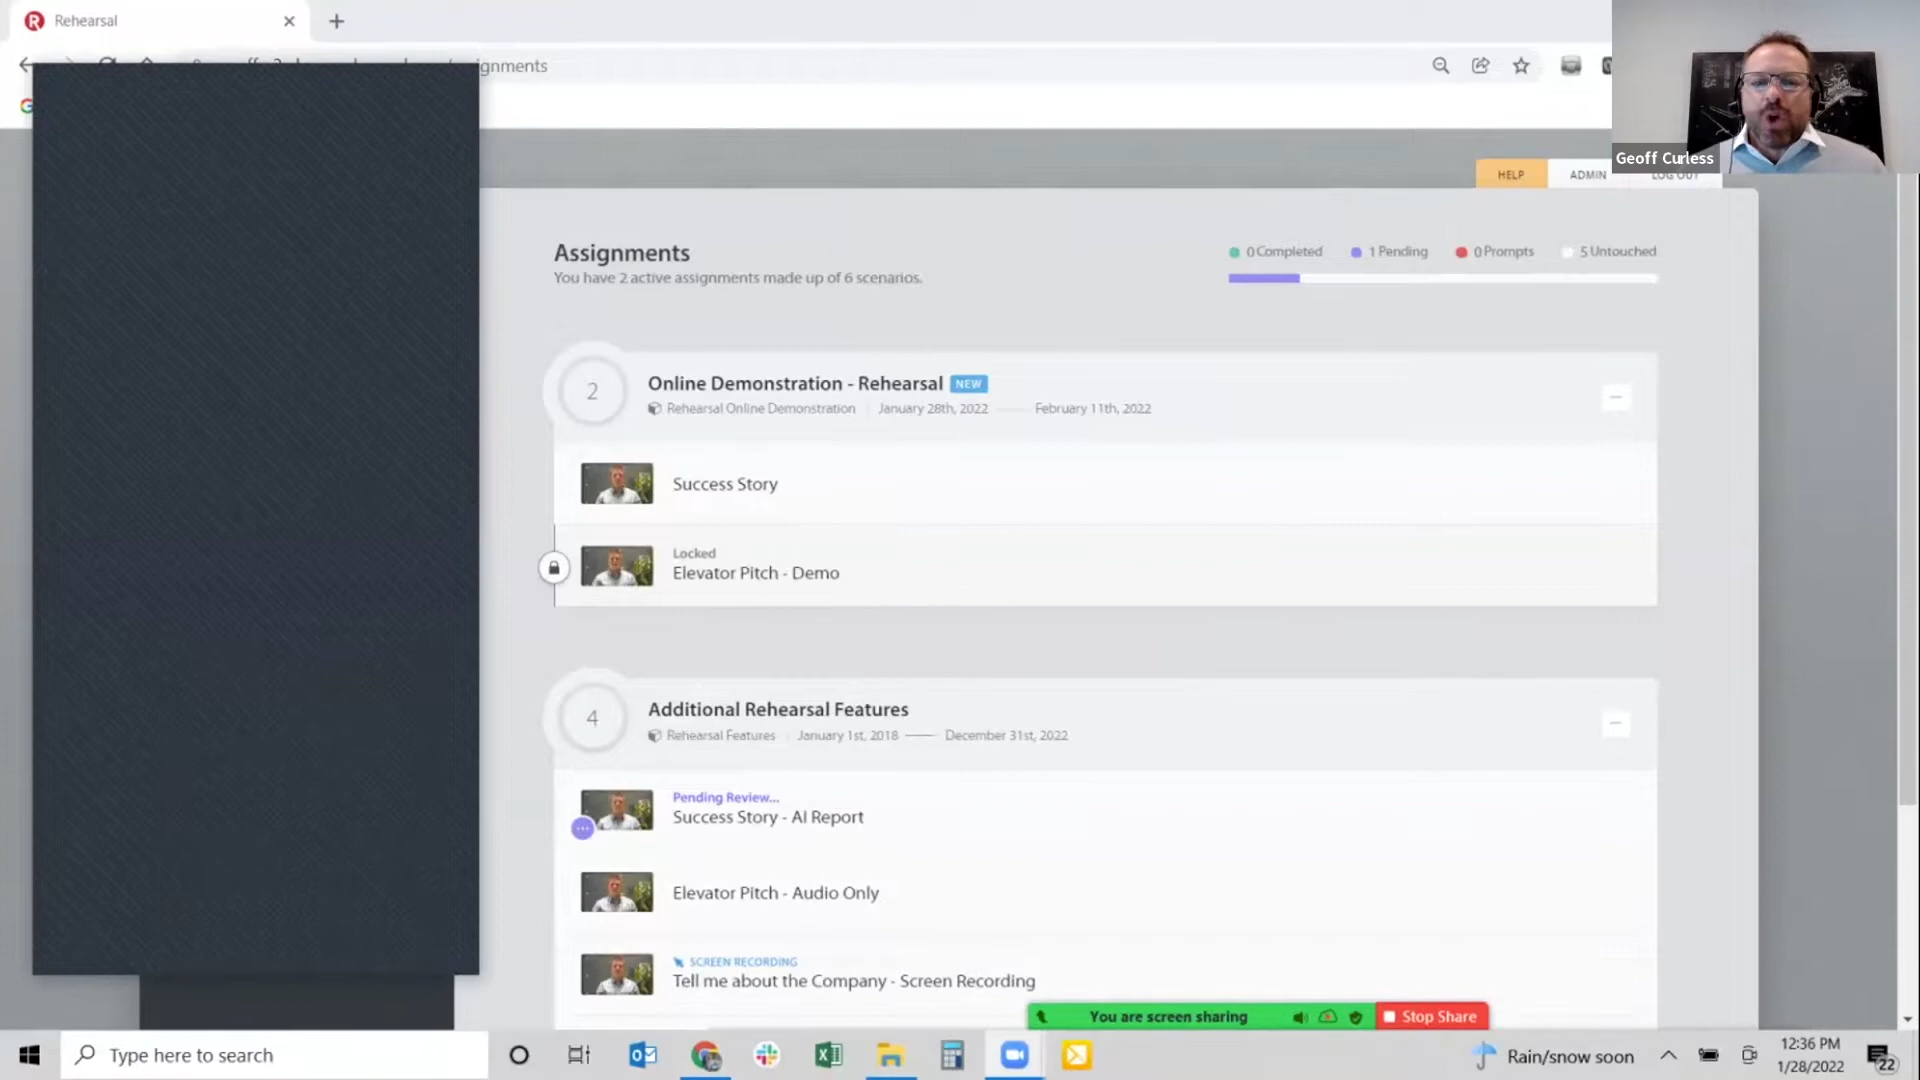 Rehearsal
gnments
Geoff Curless
HELP
ADMIN
LOG OUT
Assignments
You have 2 active assignments made up of 6 scenarios.
0 Completed
1 Pending
0 Prompts
5 Untouched
2
Online Demonstration - Rehearsal NEW
Rehearsal Online Demonstration January 28th, 2022 February 11th, 2022
Success Story
Locked
Elevator Pitch - Demo
4
Additional Rehearsal Features
Rehearsal Features January 1st, 2018 December 31st, 2022
Pending Review...
Success Story - AI Report
Elevator Pitch - Audio Only
SCREEN RECORDING
Tell me about the Company - Screen Recording
You are screen sharing
Stop Share
Type here to search
Rain/snow soon
12:36 PM
1/28/2022
22